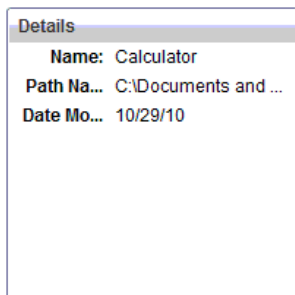 Details
Name: Calculator
Path Na... C:\Documents and ...
Date Mo... 10/29/10